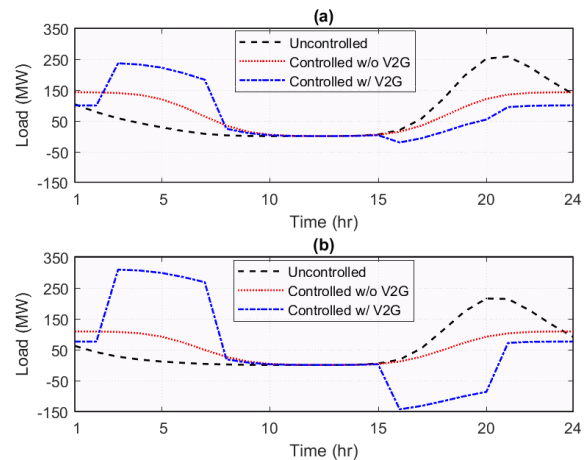 (a)
350
250
150
50
-50
-150
Load (MW)
Uncontrolled
Controlled w/o V2G
Controlled w/ V2G
1 5 10 15 20 24
Time (hr)
(b)
350
250
150
50
-50
-150
Load (MW)
Uncontrolled
Controlled w/o V2G
Controlled w/ V2G
1 5 10 15 20 24
Time (hr)